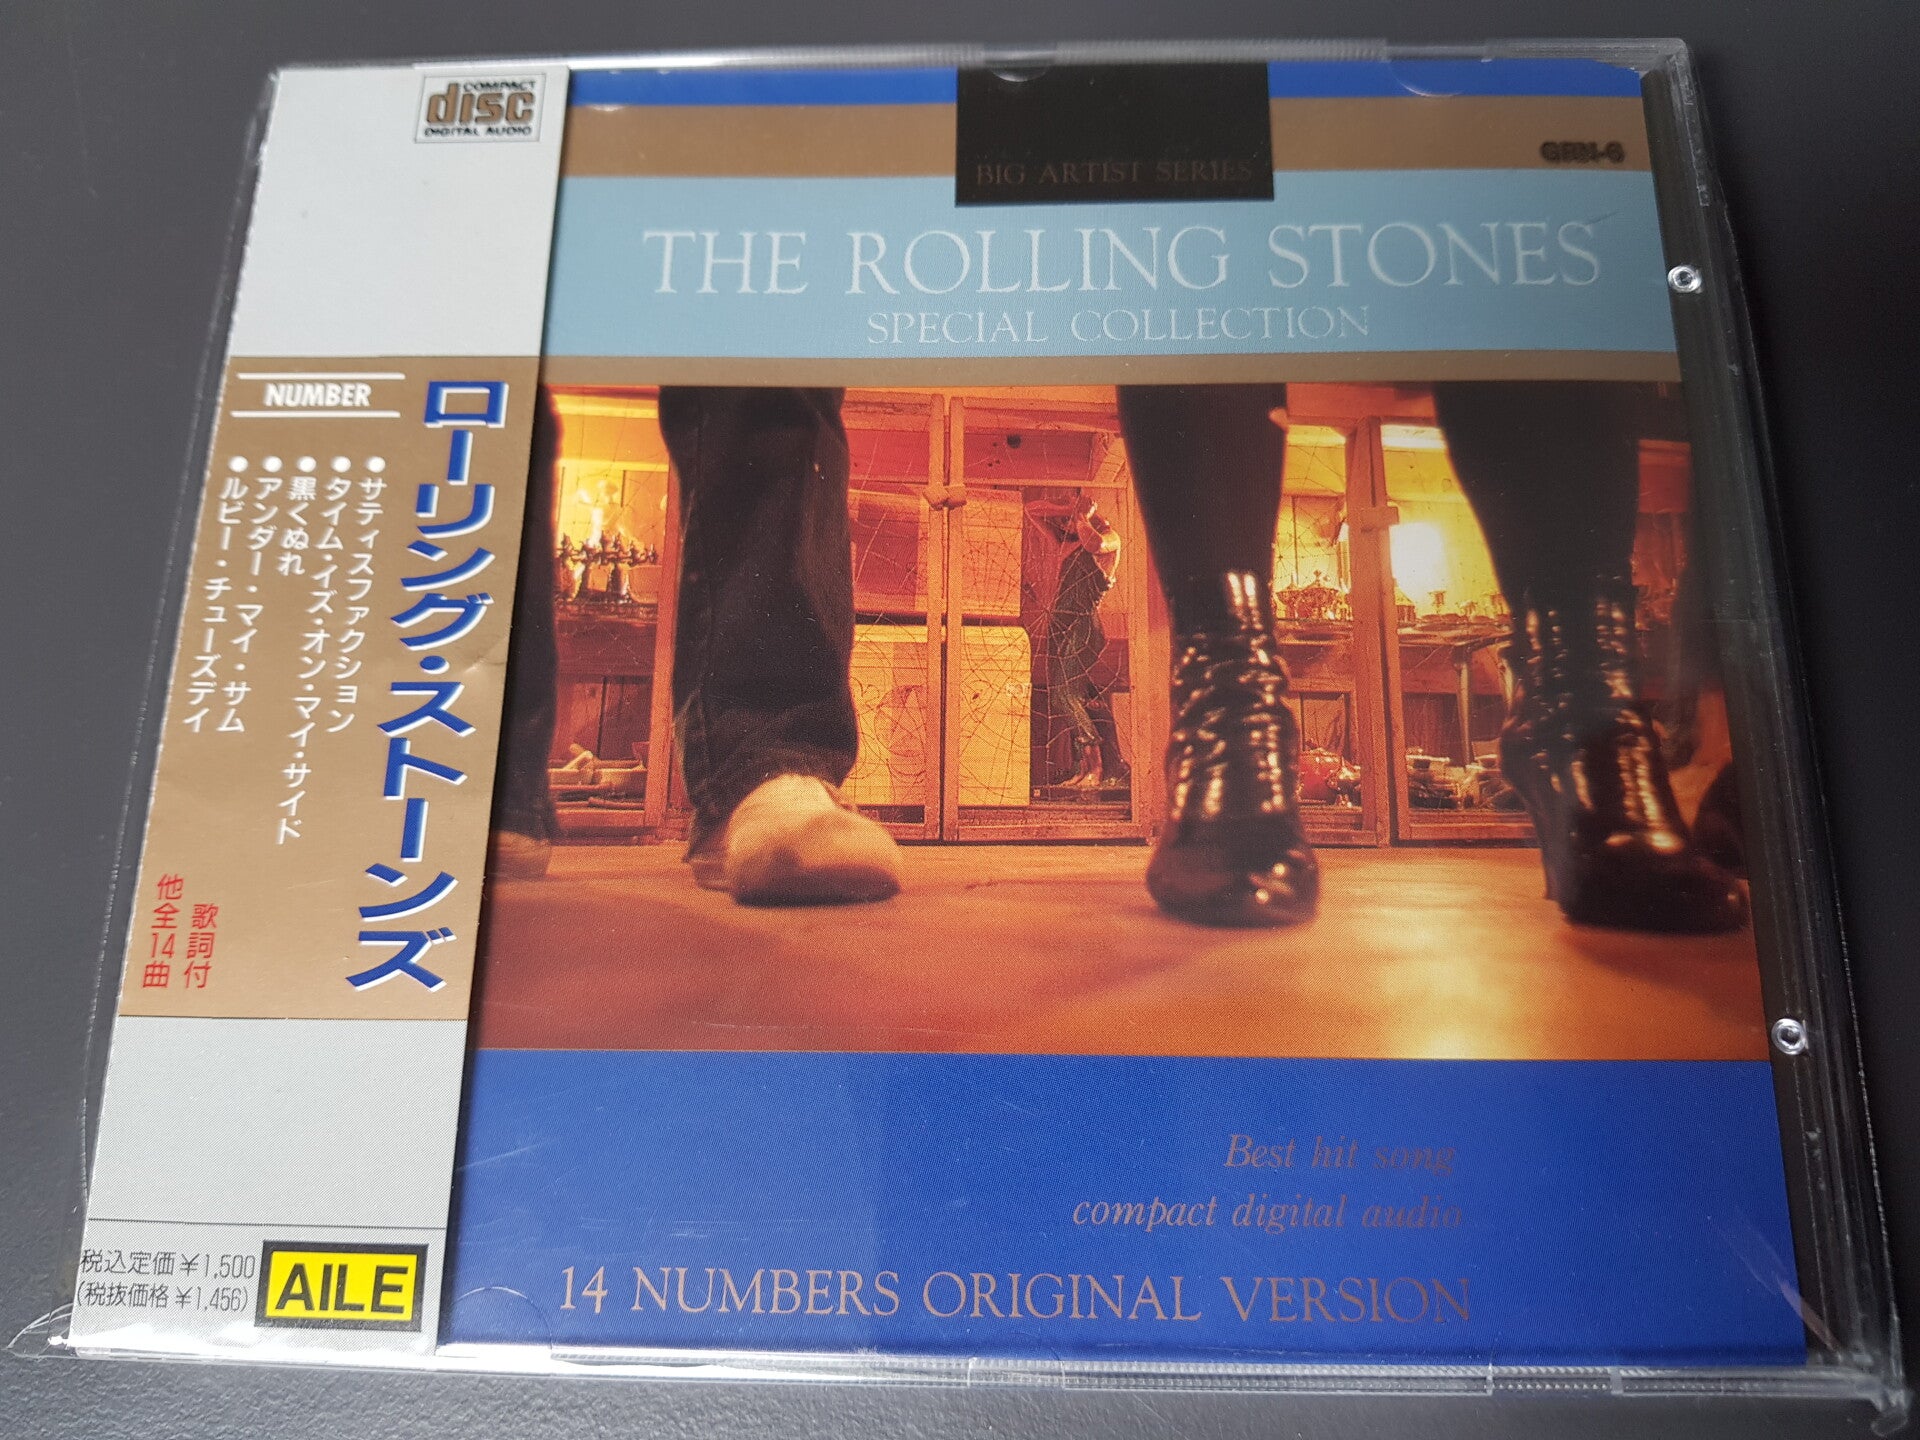 COMPACT
disc
DIGITAL AUDIO
BIG ARTIST SERIES
THE ROLLING STONES
SPECIAL COLLECTION
ローリング・ストーンズ
NUMBER
●サティスファクション
●タイム・イズ・オン・マイ・サイド
●黒くぬれ
●アンダー・マイ・サム
●ルビー・チューズデイ
歌詞付
他全14曲
税込定価¥1,500
(税抜価格¥1,456)
AILE
Best hit song
compact digital audio
14 NUMBERS ORIGINAL VERSION